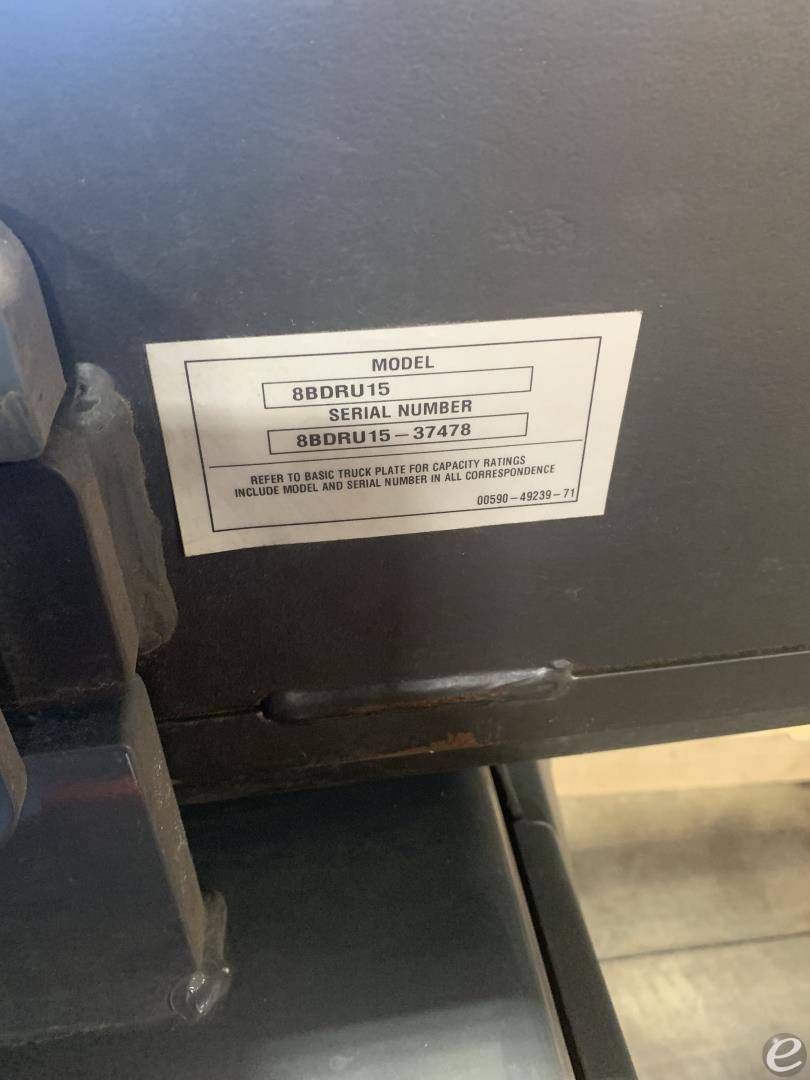 MODEL
8BDRU15
SERIAL NUMBER
8BDRU15-37478
REFER TO BASIC TRUCK PLATE FOR CAPACITY RATINGS
INCLUDE MODEL AND SERIAL NUMBER IN ALL CORRESPONDENCE
00590-49239-71
e